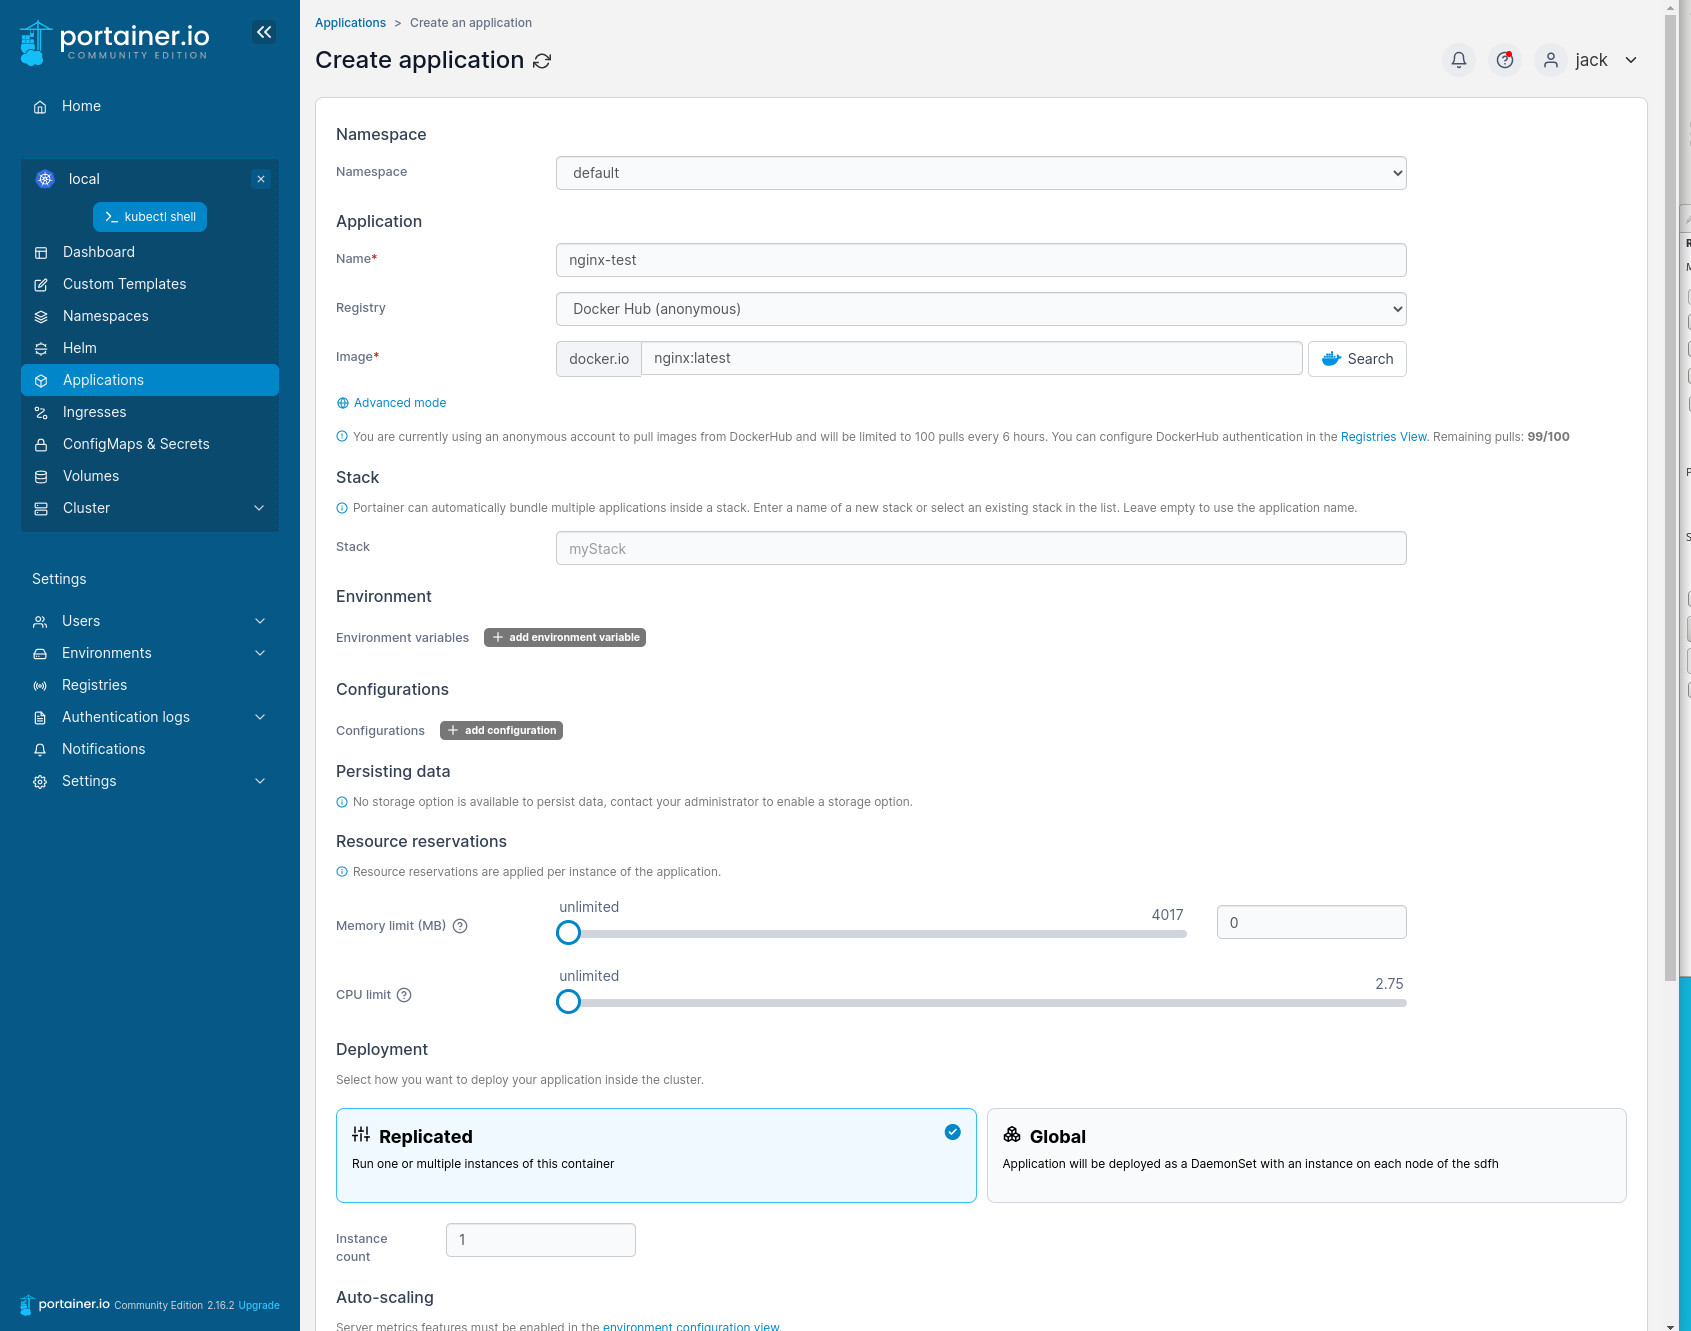 portainer.io
COMMUNITY EDITION
Home
local
kubectl shell
Dashboard
Custom Templates
Namespaces
Helm
Applications
Ingresses
ConfigMaps & Secrets
Volumes
Cluster
Settings
Users
Environments
Registries
Authentication logs
Notifications
Settings
portainer.io Community Edition 2.16.2 Upgrade
Applications > Create an application
Create application
jack
Namespace
Namespace default
Application
Name* nginx-test
Registry Docker Hub (anonymous)
Image* docker.io nginx:latest Search
Advanced mode
You are currently using an anonymous account to pull images from DockerHub and will be limited to 100 pulls every 6 hours. You can configure DockerHub authentication in the Registries View. Remaining pulls: 99/100
Stack
Portainer can automatically bundle multiple applications inside a stack. Enter a name of a new stack or select an existing stack in the list. Leave empty to use the application name.
Stack myStack
Environment
Environment variables + add environment variable
Configurations
Configurations + add configuration
Persisting data
No storage option is available to persist data, contact your administrator to enable a storage option.
Resource reservations
Resource reservations are applied per instance of the application.
unlimited 4017
Memory limit (MB) 0
unlimited 2.75
CPU limit
Deployment
Select how you want to deploy your application inside the cluster.
Replicated
Run one or multiple instances of this container
Global
Application will be deployed as a DaemonSet with an instance on each node of the sdfh
Instance count 1
Auto-scaling
Server metrics features must be enabled in the environment configuration view.